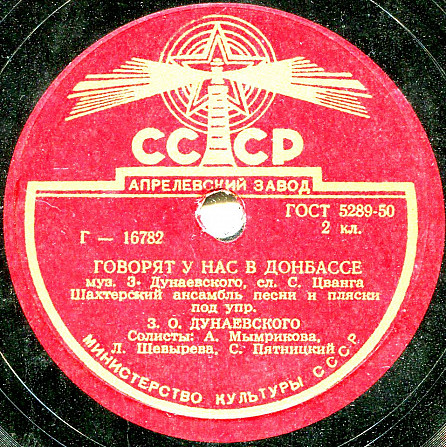 СССР
АПРЕЛЕВСКИЙ ЗАВОД
ГОСТ 5289-50
Г — 16782
2 кл.
ГОВОРЯТ У НАС В ДОНБАССЕ
муз. З. Дунаевского, сл. С. Цванга
Шахтерский ансамбль песни и пляски
под упр.
З. О. ДУНАЕВСКОГО
Солисты: А. Мымрикова,
Л. Шевырева, С. Пятницкий
МИНИСТЕРСТВО КУЛЬТУРЫ СССР